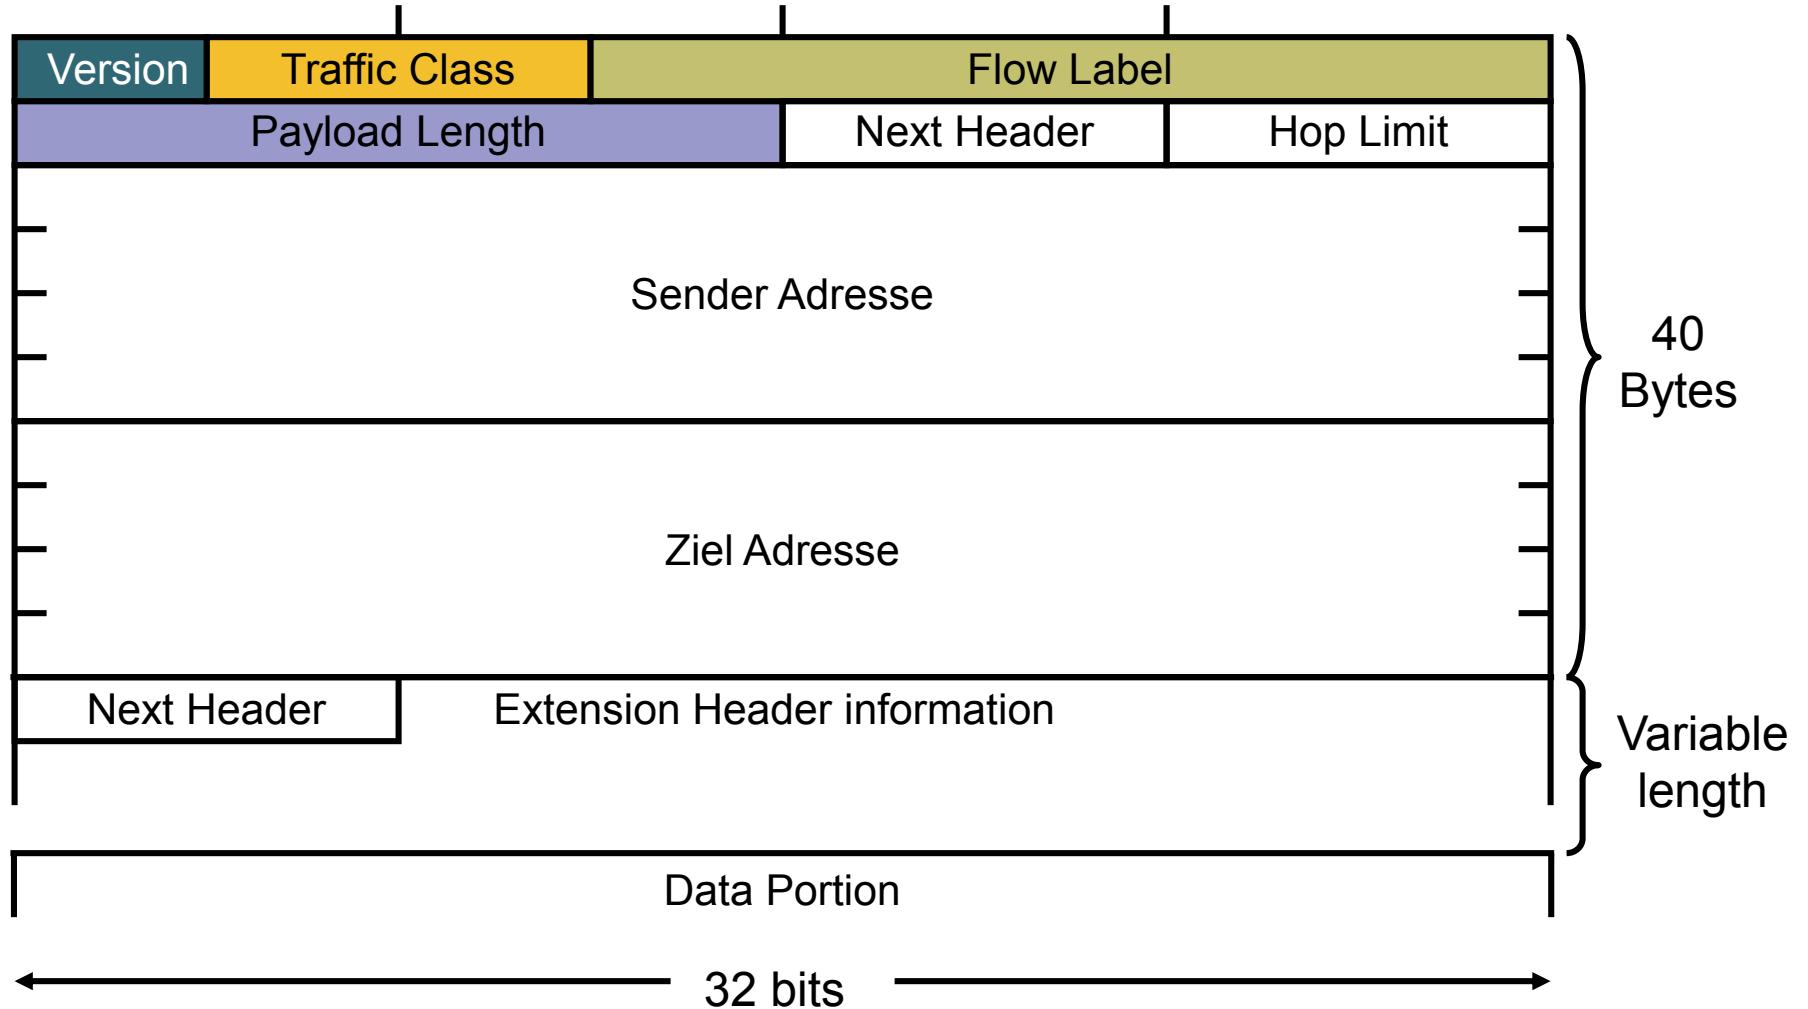 Version Traffic Class Flow Label
Payload Length Next Header Hop Limit
Sender Adresse
40
Bytes
Ziel Adresse
Next Header Extension Header information
Variable
length
Data Portion
32 bits